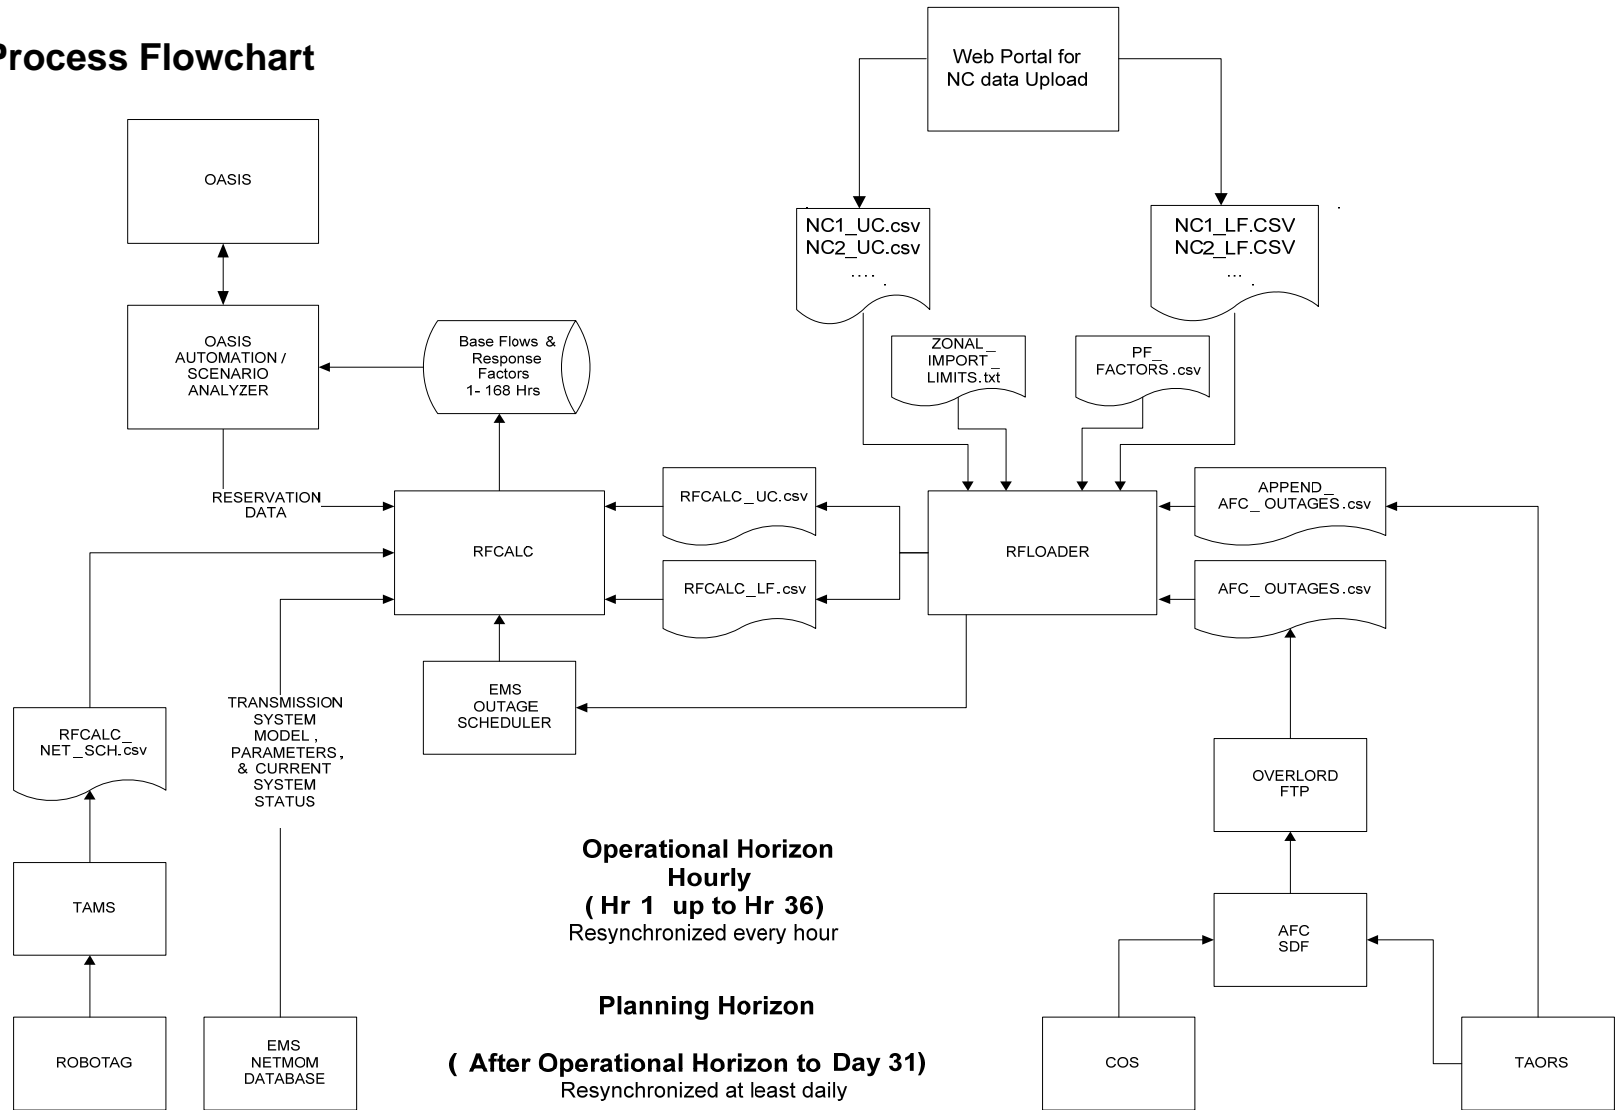 Process Flowchart
Web Portal for
NC data Upload
OASIS
NC1_UC.csv
NC2_UC.csv
....
.
NC1_LF.CSV
NC2_LF.CSV
...
.
OASIS
AUTOMATION /
SCENARIO
ANALYZER
Base Flows &
Response
Factors
1- 168 Hrs
ZONAL_
IMPORT_
LIMITS.txt
PF_
FACTORS.csv
RESERVATION
DATA
RFCALC
RFCALC_UC.csv
RFCALC_LF.csv
RFLOADER
APPEND_
AFC_OUTAGES.csv
AFC_OUTAGES.csv
EMS
OUTAGE
SCHEDULER
RFCALC_
NET_SCH.csv
TRANSMISSION
SYSTEM
MODEL,
PARAMETERS,
& CURRENT
SYSTEM
STATUS
OVERLORD
FTP
TAMS
Operational Horizon
Hourly
( Hr 1 up to Hr 36)
Resynchronized every hour
AFC
SDF
Planning Horizon
( After Operational Horizon to Day 31)
Resynchronized at least daily
ROBOTAG
EMS
NETMOM
DATABASE
COS
TAORS